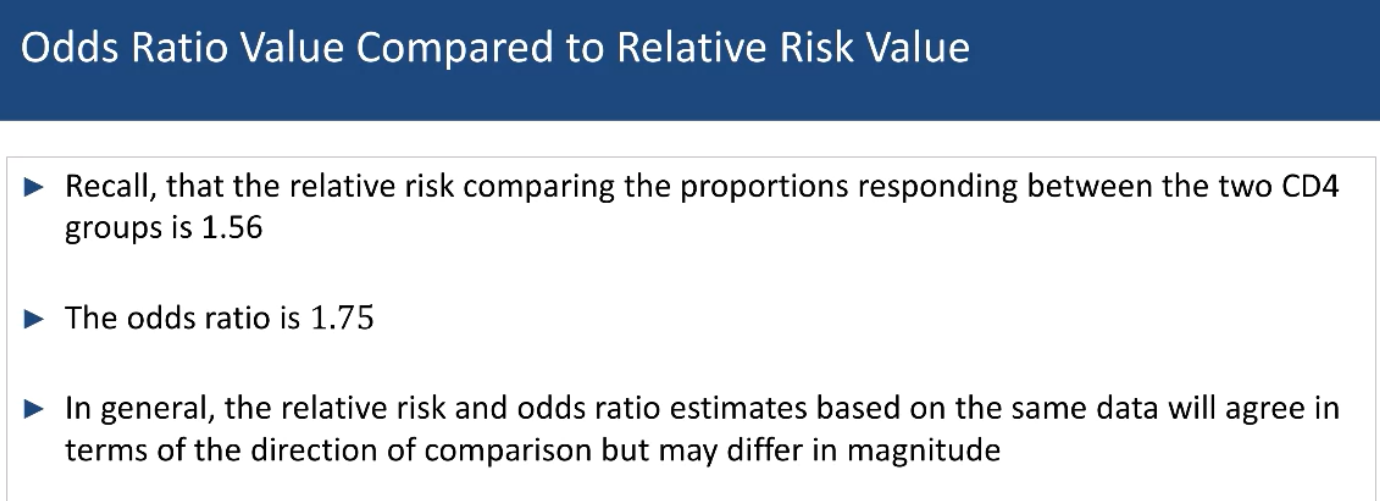 Odds Ratio Value Compared to Relative Risk Value
Recall, that the relative risk comparing the proportions responding between the two CD4
groups is 1.56
The odds ratio is 1.75
In general, the relative risk and odds ratio estimates based on the same data will agree in
terms of the direction of comparison but may differ in magnitude